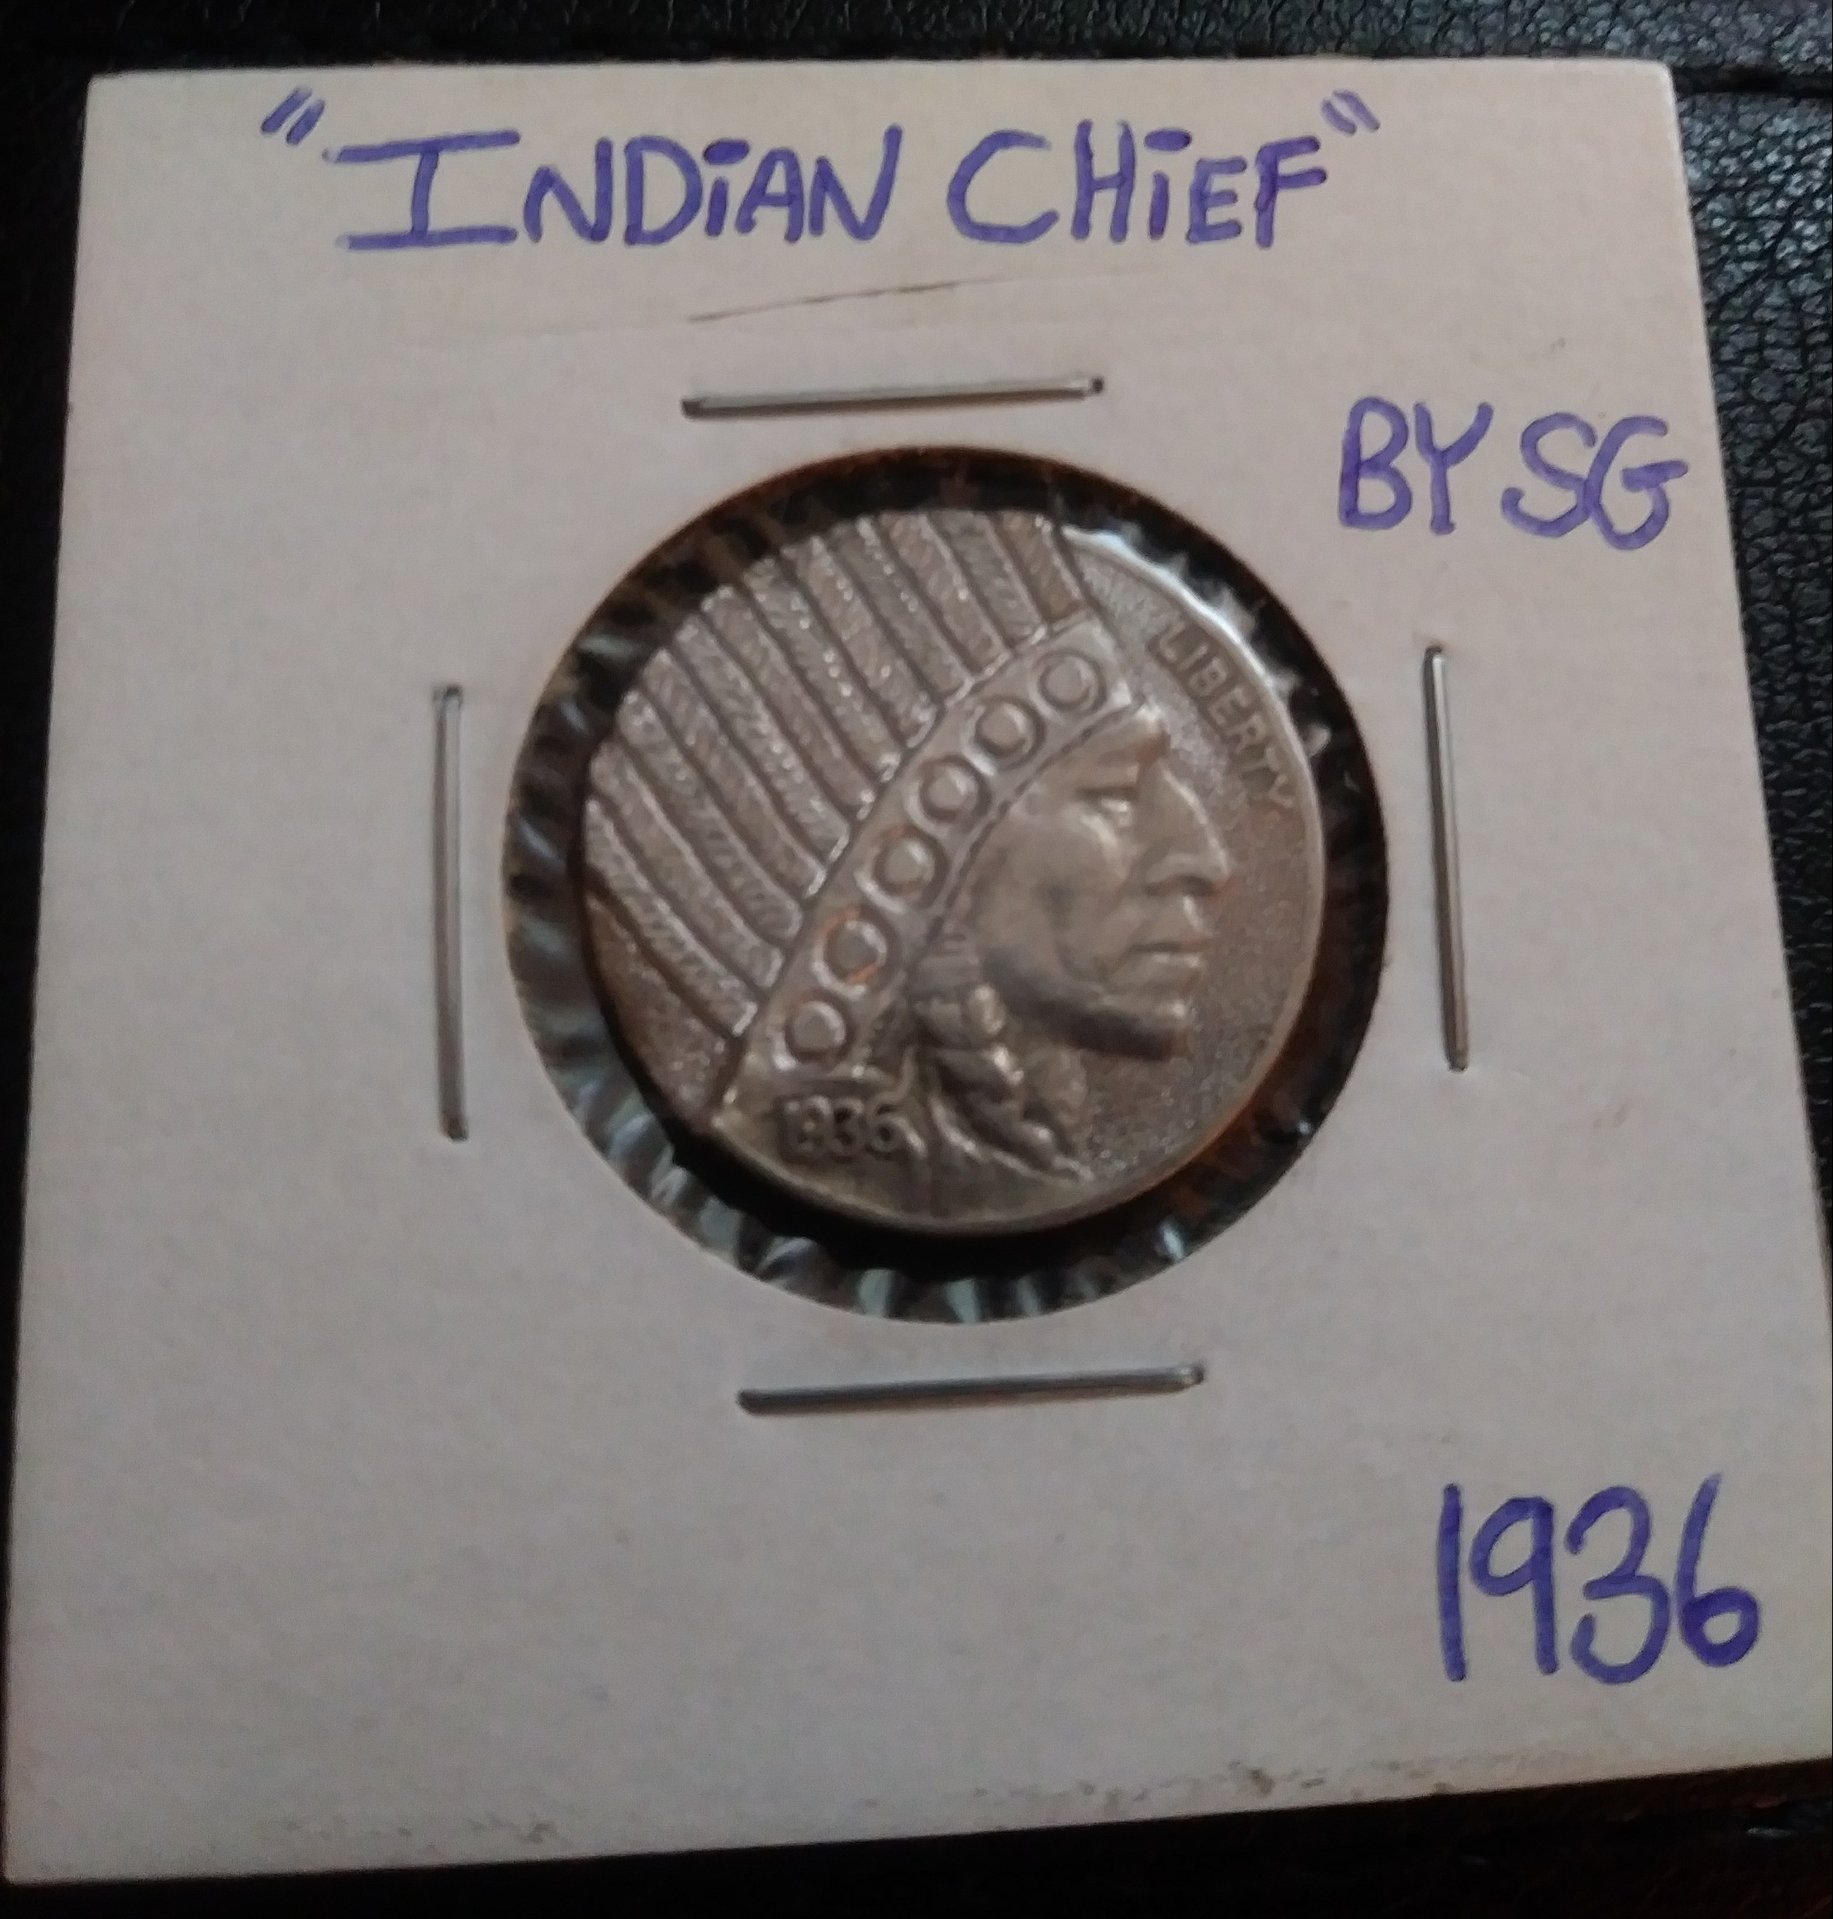 "INDiAN CHiEF"
BY SG
LIBERTY
1936
1936